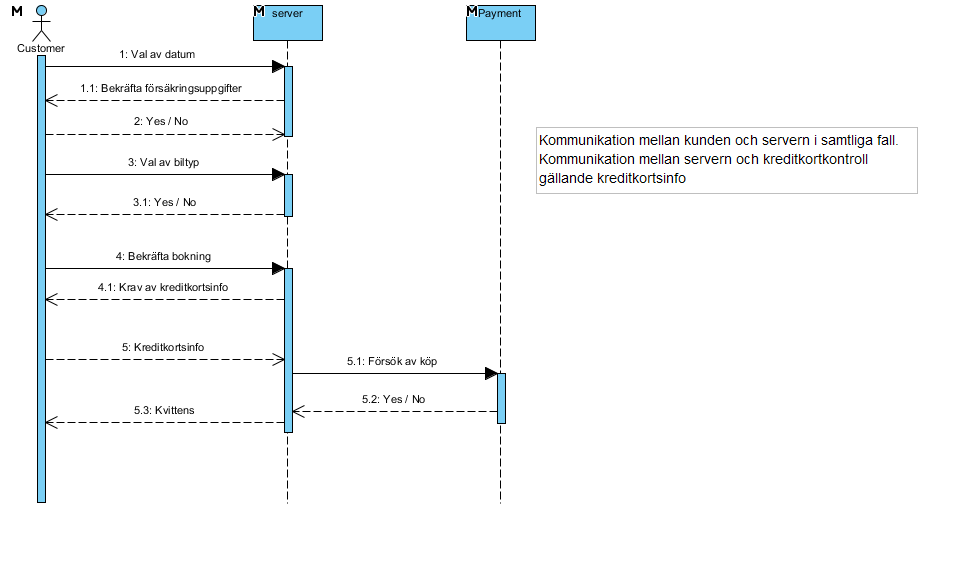 M
M server
M Payment
Customer
1: Val av datum
1.1: Bekräfta försäkringsuppgifter
2: Yes / No
3: Val av biltyp
3.1: Yes / No
4: Bekräfta bokning
4.1: Krav av kreditkortsinfo
5: Kreditkortsinfo
5.1: Försök av köp
5.2: Yes / No
5.3: Kvittens
Kommunikation mellan kunden och servern i samtliga fall.
Kommunikation mellan servern och kreditkortkontroll
gällande kreditkortsinfo